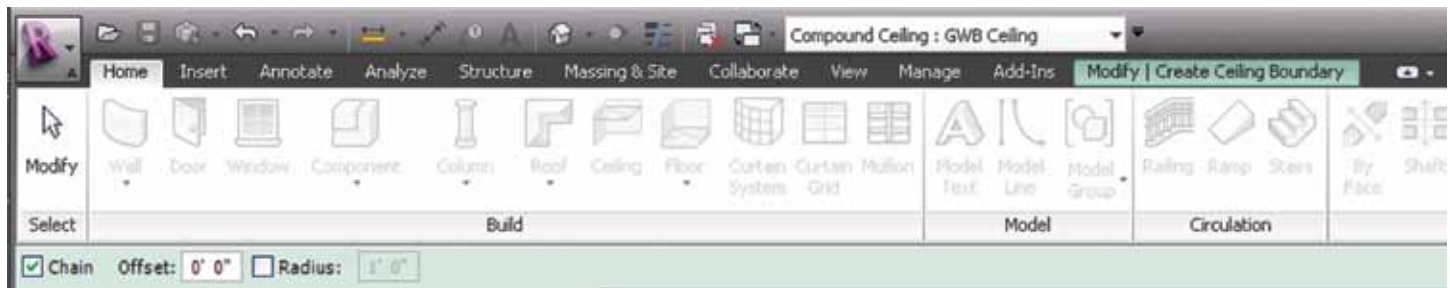 Compound Ceiling : GWB Ceiling
Home Insert Annotate Analyze Structure Massing & Site Collaborate View Manage Add-Ins Modify | Create Ceiling Boundary
Modify Wall Door Window Component Column Roof Ceiling Floor Curtain System Curtain Grid Mullion Model Text Model Line Model Group Railing Ramp Stairs By Face Shaft
Select Build Model Circulation
Chain Offset: 0' 0" Radius: 1' 0"